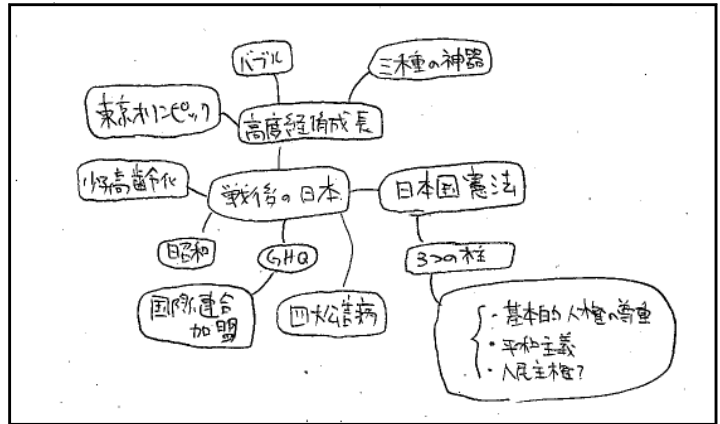 バブル
三種の神器
東京オリンピック
高度経済成長
少子高齢化
戦後の日本
日本国憲法
昭和
GHQ
3つの柱
国際連合
加盟
四大公害病
・基本的人権の尊重
・平和主義
・人民主権?